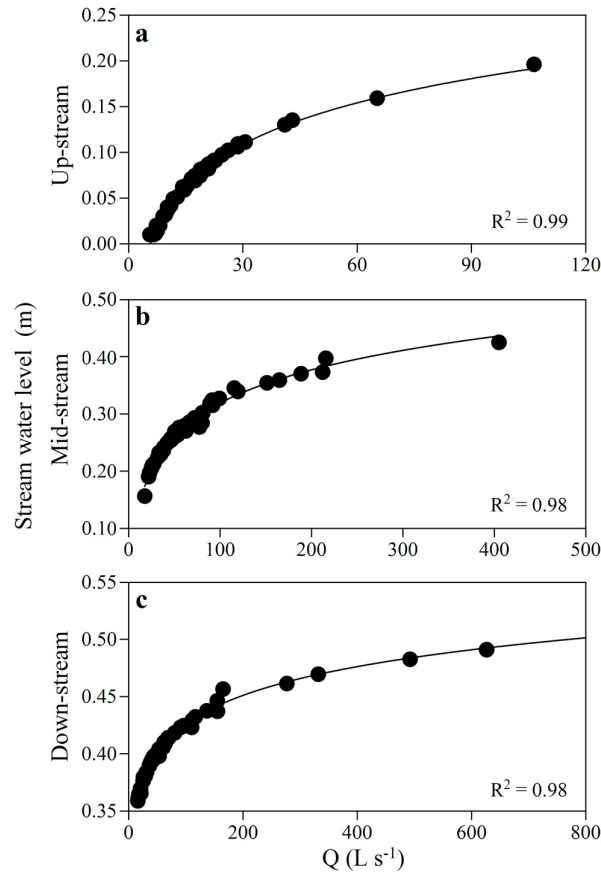 a
0.25
0.20
0.15
0.10
0.05
0.00
0 30 60 90 120
Up-stream
R² = 0.99
b
0.50
0.40
0.30
0.20
0.10
0 100 200 300 400 500
Stream water level (m)
Mid-stream
R² = 0.98
c
0.55
0.50
0.45
0.40
0.35
0 200 400 600 800
Down-stream
R² = 0.98
Q (L s⁻¹)